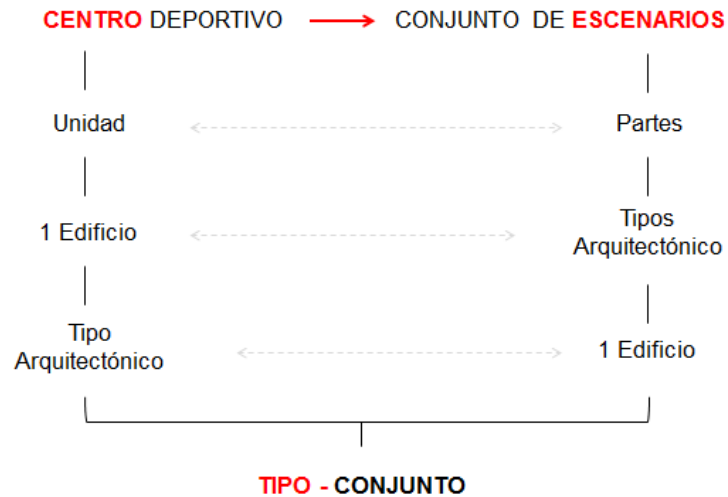 CENTRO DEPORTIVO CONJUNTO DE ESCENARIOS
Unidad Partes
1 Edificio Tipos
Arquitectónico
Tipo
Arquitectónico 1 Edificio
TIPO - CONJUNTO